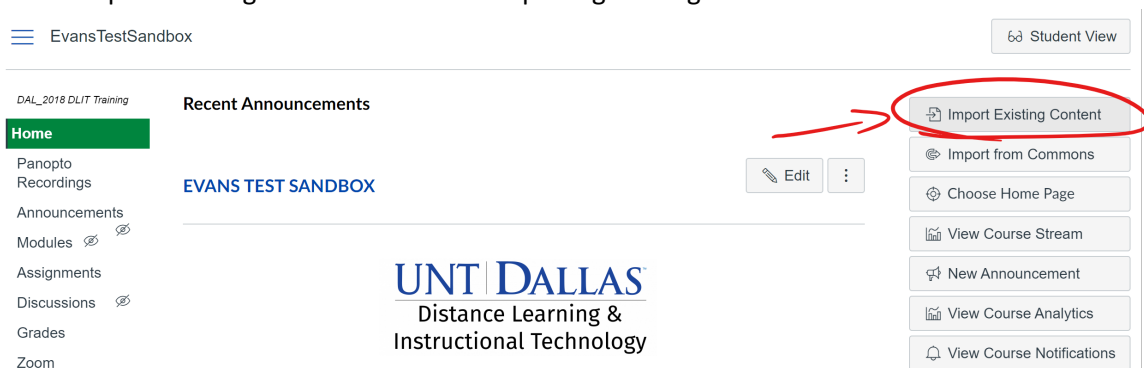 EvansTestSandbox
Student View
DAL_2018 DLIT Training
Home
Panopto
Recordings
Announcements
Modules
Assignments
Discussions
Grades
Zoom
Recent Announcements
EVANS TEST SANDBOX
Edit
UNT DALLAS
Distance Learning &
Instructional Technology
Import Existing Content
Import from Commons
Choose Home Page
View Course Stream
New Announcement
View Course Analytics
View Course Notifications